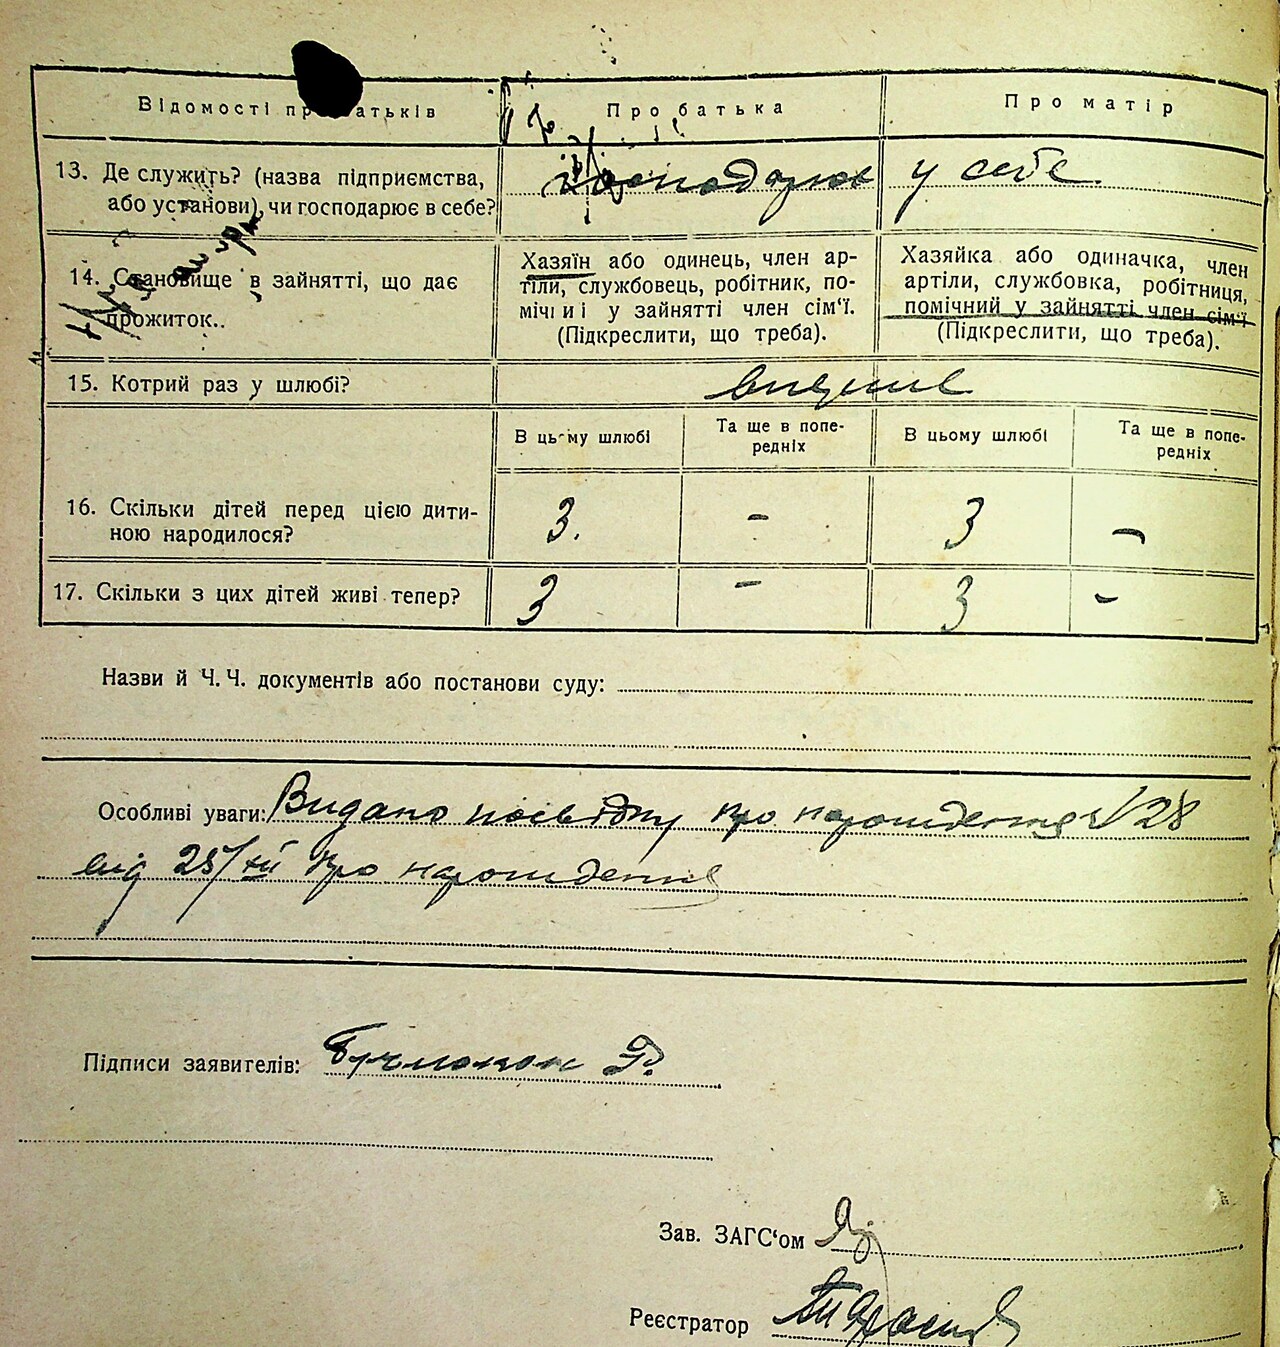 Відомості про батьків
Про батька
Про матір
13. Де служить? (назва підприємства,
або установи), чи господарює в себе?
господарює у себе
14. Становище в зайнятті, що дає
прожиток..
Хазяїн або одинець, член ар-
тіли, службовець, робітник, по-
мічний у зайнятті член сім'ї.
(Підкреслити, що треба).
Хазяйка або одиначка, член
артіли, службовка, робітниця,
помічний у зайнятті член сім'ї
(Підкреслити, що треба).
15. Котрий раз у шлюбі?
вперше
В цьому шлюбі
Та ще в попе-
редніх
В цьому шлюбі
Та ще в попе-
редніх
16. Скільки дітей перед цією дити-
ною народилося?
3. - 3 -
17. Скільки з цих дітей живі тепер?
3 - 3 -
Назви й Ч. Ч. документів або постанови суду:
Особливі уваги: Видано посвідку про народження №28
від 25/XII про народження
Підписи заявителів:
Зав. ЗАГС'ом
Реєстратор